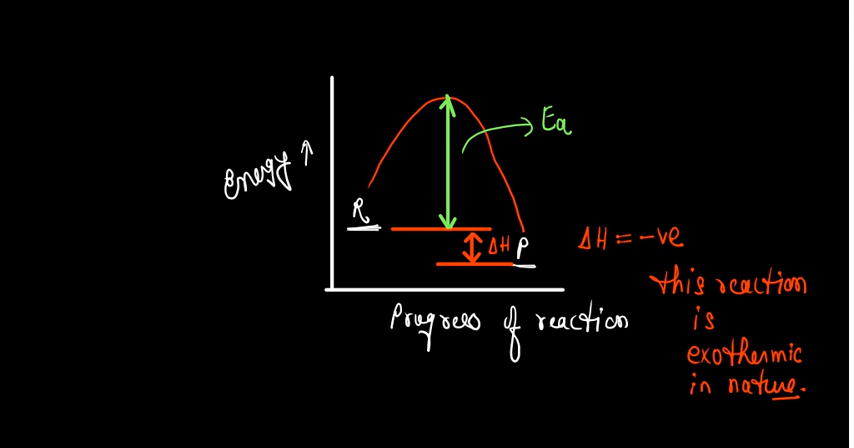 Energy ↑
Ea
R
ΔH
P
ΔH = -ve
this reaction
is
exothermic
in nature.
Progress of reaction